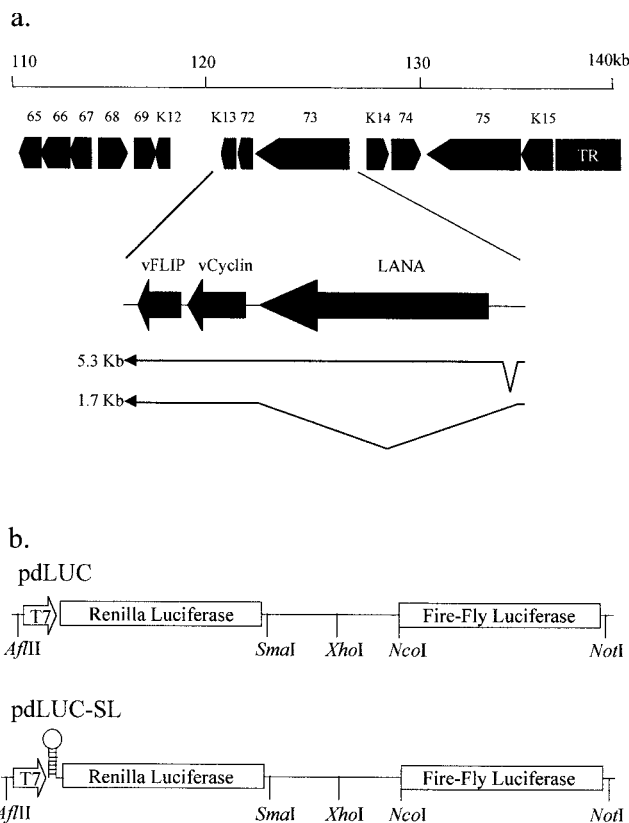 a.
110 120 130 140kb
65 66 67 68 69 K12 K13 72 73 K14 74 75 K15
TR
vFLIP vCyclin LANA
5.3 Kb
1.7 Kb
b.
pdLUC
T7 Renilla Luciferase Fire-Fly Luciferase
AflII SmaI XhoI NcoI NotI
pdLUC-SL
T7 Renilla Luciferase Fire-Fly Luciferase
AflII SmaI XhoI NcoI NotI